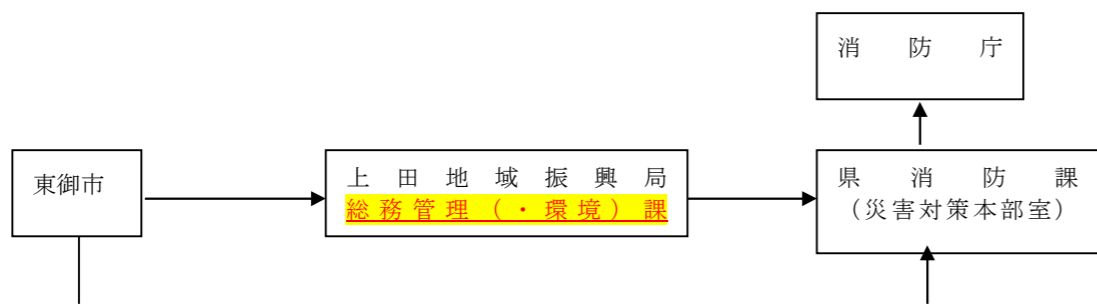 消防庁
東御市
上田地域振興局
総務管理（・環境）課
県消防課
（災害対策本部室）